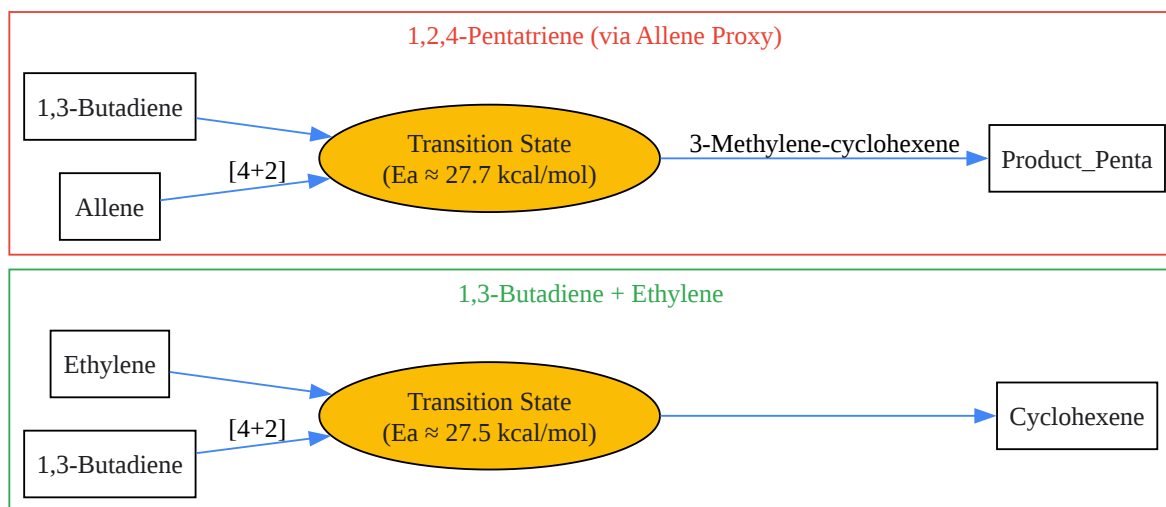 1,2,4-Pentatriene (via Allene Proxy)
1,3-Butadiene
Allene
[4+2]
Transition State
(Ea ≈ 27.7 kcal/mol)
3-Methylene-cyclohexene
Product_Penta
1,3-Butadiene + Ethylene
Ethylene
1,3-Butadiene
[4+2]
Transition State
(Ea ≈ 27.5 kcal/mol)
Cyclohexene